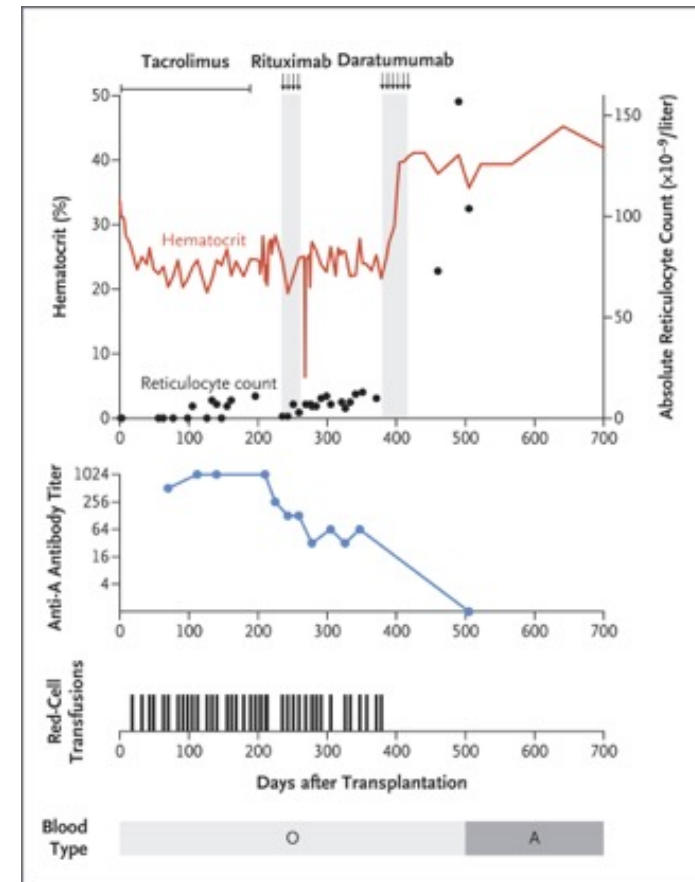 Tacrolimus Rituximab Daratumumab
Hematocrit (%)
50
40
30
20
10
0
Hematocrit
Reticulocyte count
Absolute Reticulocyte Count (×10⁻⁹/liter)
150
100
50
0
0 100 200 300 400 500 600 700
Anti-A Antibody Titer
1024
256
64
16
4
0 100 200 300 400 500 600 700
Red-Cell
Transfusions
0 100 200 300 400 500 600 700
Days after Transplantation
Blood
Type
O A